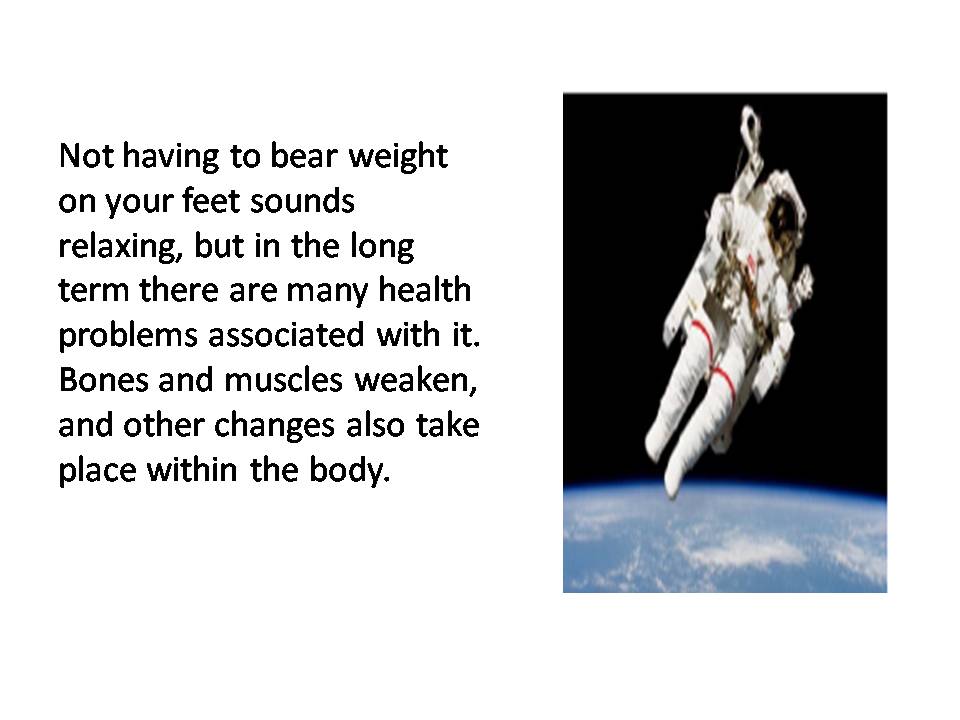 Not having to bear weight
on your feet sounds
relaxing, but in the long
term there are many health
problems associated with it.
Bones and muscles weaken,
and other changes also take
place within the body.